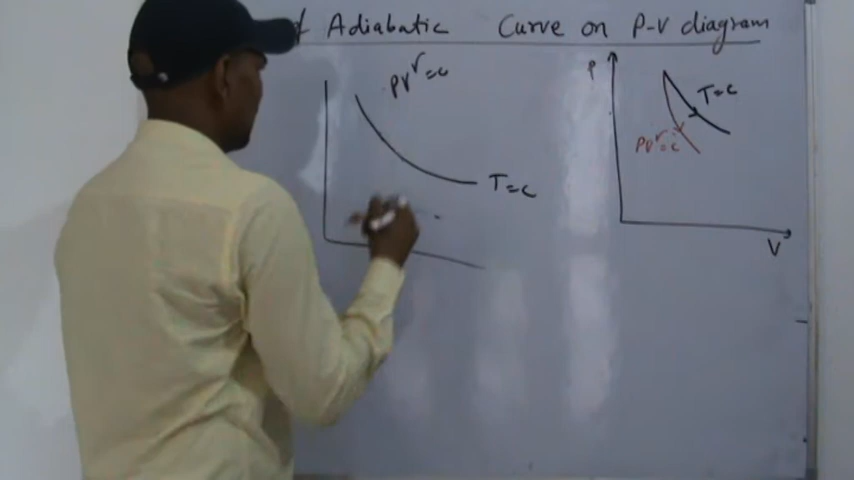 f Adiabatic Curve on P-V diagram
PV^r=c
T=c
P
T=c
PV^r=c
V